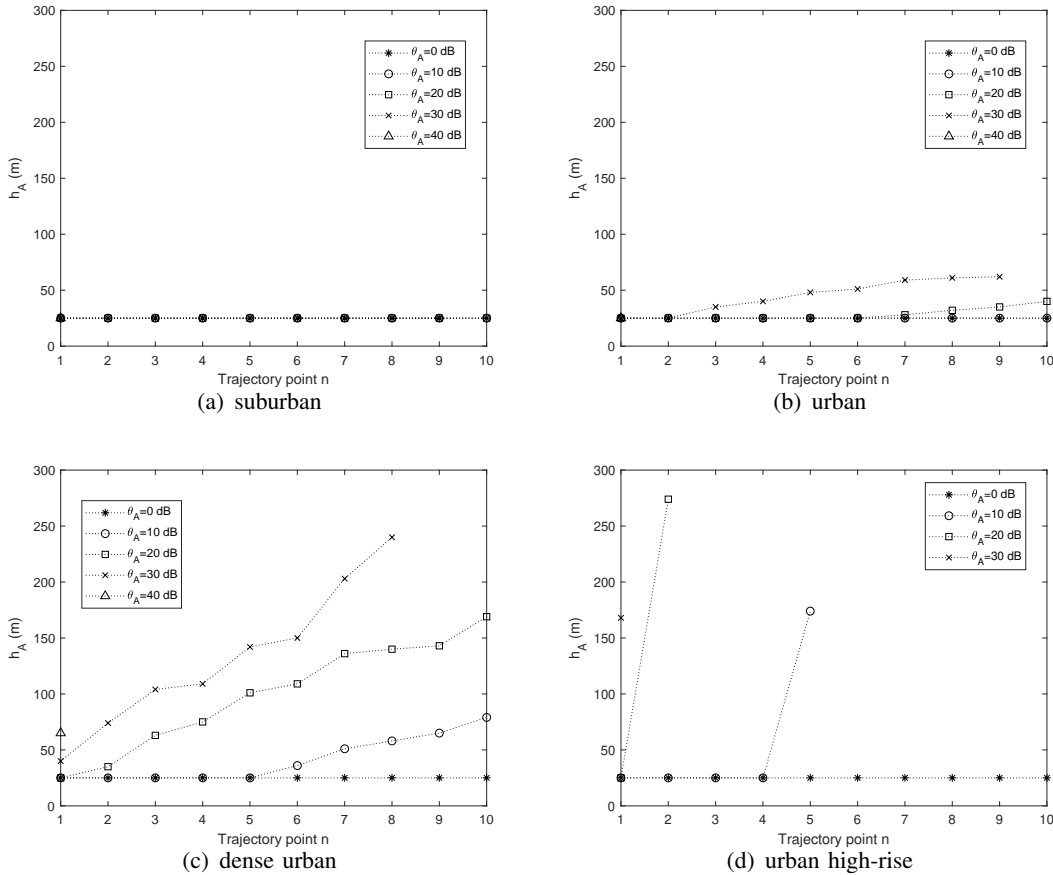 300
250
200
150
100
50
0
h_A (m)
θ_A=0 dB
θ_A=10 dB
θ_A=20 dB
θ_A=30 dB
θ_A=40 dB
1 2 3 4 5 6 7 8 9 10
Trajectory point n
(a) suburban
300
250
200
150
100
50
0
h_A (m)
θ_A=0 dB
θ_A=10 dB
θ_A=20 dB
θ_A=30 dB
θ_A=40 dB
1 2 3 4 5 6 7 8 9 10
Trajectory point n
(b) urban
300
250
200
150
100
50
0
h_A (m)
θ_A=0 dB
θ_A=10 dB
θ_A=20 dB
θ_A=30 dB
θ_A=40 dB
1 2 3 4 5 6 7 8 9 10
Trajectory point n
(c) dense urban
300
250
200
150
100
50
0
h_A (m)
θ_A=0 dB
θ_A=10 dB
θ_A=20 dB
θ_A=30 dB
1 2 3 4 5 6 7 8 9 10
Trajectory point n
(d) urban high-rise